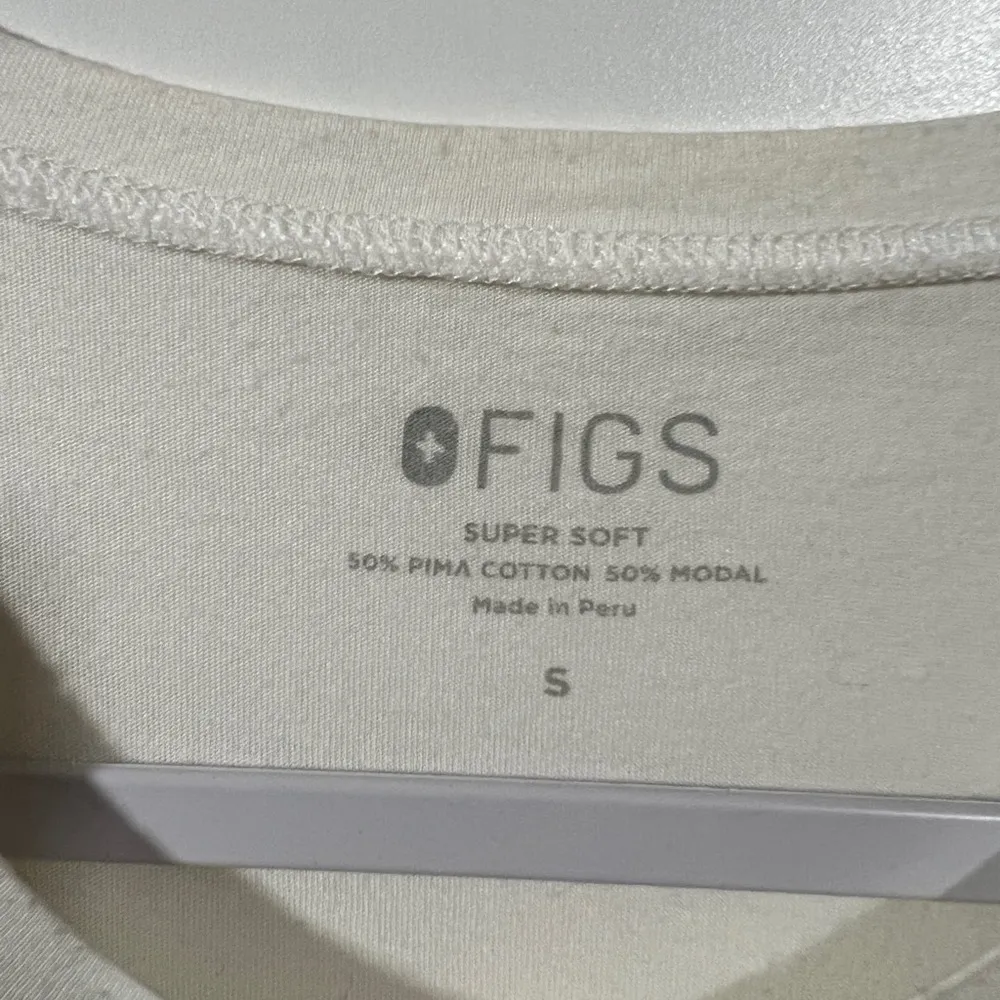 FIGS
SUPER SOFT
50% PIMA COTTON 50% MODAL
Made in Peru
S